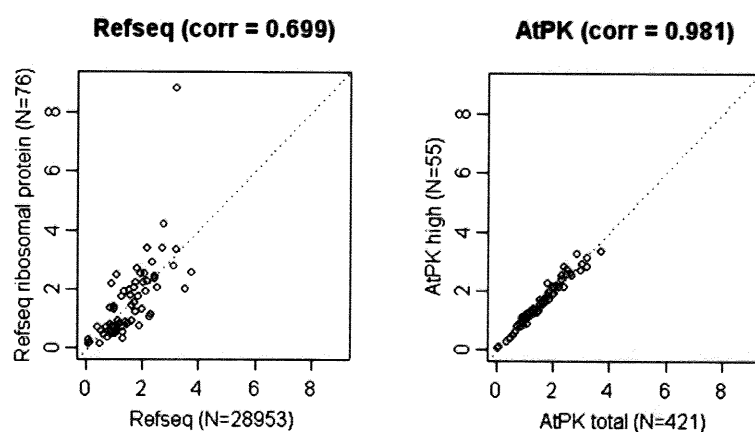 Refseq (corr = 0.699)
Refseq ribosomal protein (N=76)
0 2 4 6 8
0 2 4 6 8
Refseq (N=28953)
AtPK (corr = 0.981)
AtPK high (N=55)
0 2 4 6 8
0 2 4 6 8
AtPK total (N=421)